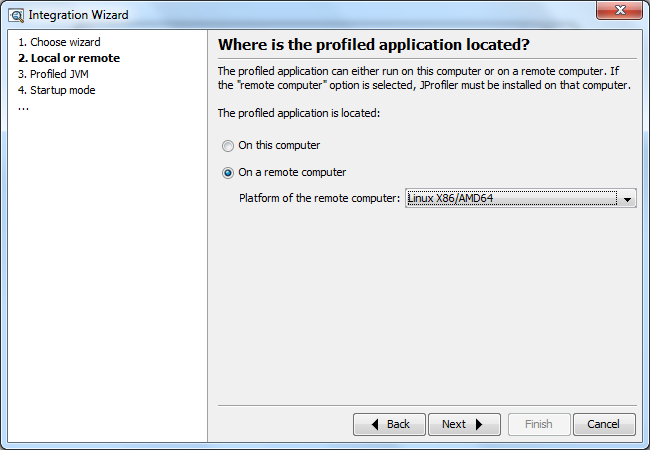 Integration Wizard
1. Choose wizard
2. Local or remote
3. Profiled JVM
4. Startup mode
...
Where is the profiled application located?
The profiled application can either run on this computer or on a remote computer. If
the "remote computer" option is selected, JProfiler must be installed on that computer.
The profiled application is located:
On this computer
On a remote computer
Platform of the remote computer: Linux X86/AMD64
Back Next Finish Cancel